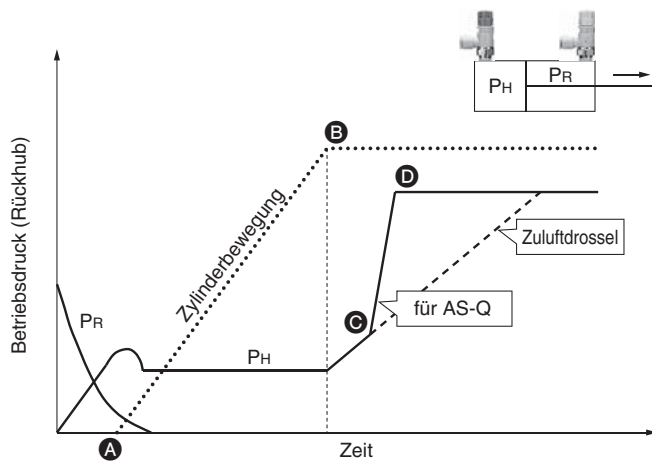 PH
PR
B
D
Betriebsdruck (Rückhub)
Zylinderbewegung
Zuluftdrossel
PR
für AS-Q
C
PH
A
Zeit